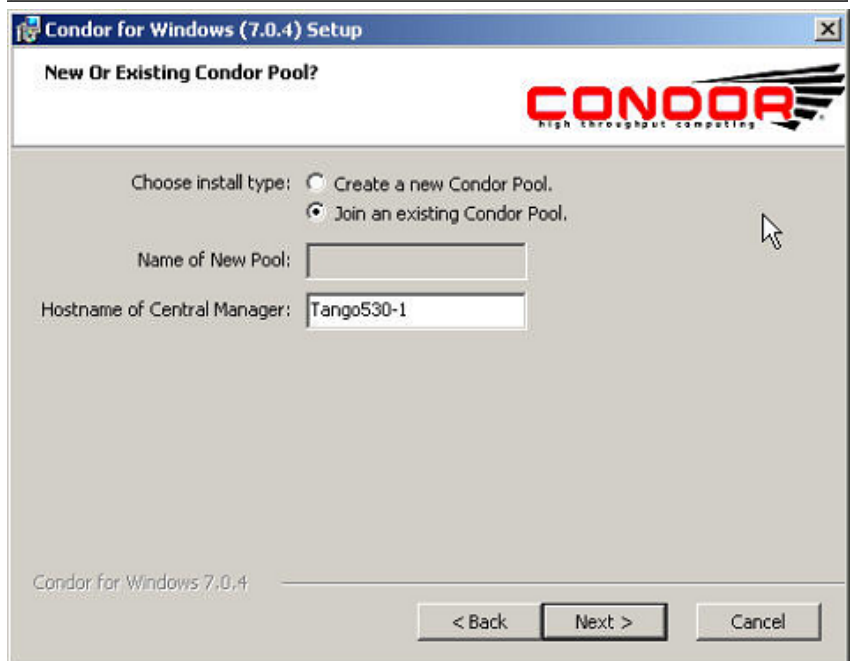 Condor for Windows (7.0.4) Setup
New Or Existing Condor Pool?
CONDOR
high throughput computing
Choose install type:
Create a new Condor Pool.
Join an existing Condor Pool.
Name of New Pool:
Hostname of Central Manager: Tango530-1
Condor for Windows 7.0.4
< Back Next > Cancel